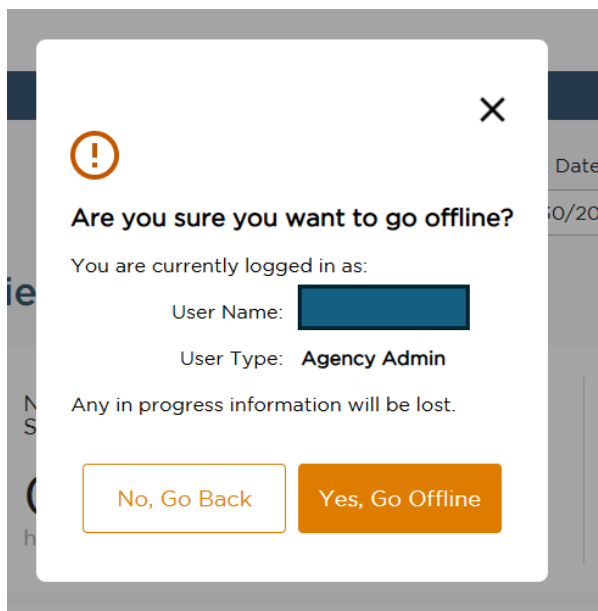 Date
Are you sure you want to go offline?
You are currently logged in as:
User Name:
User Type: Agency Admin
Any in progress information will be lost.
No, Go Back
Yes, Go Offline